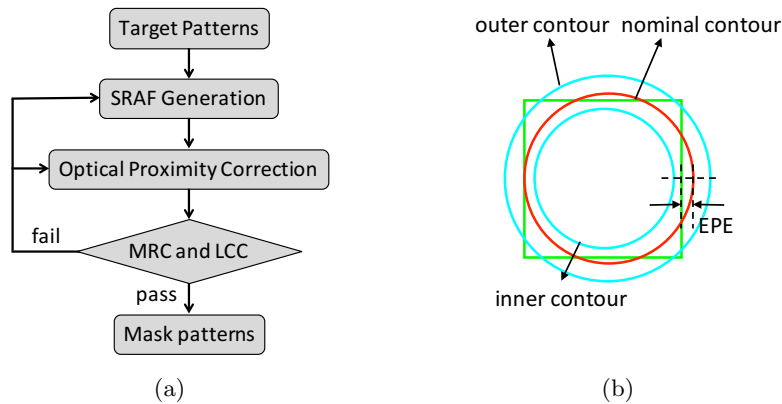 Target Patterns
SRAF Generation
Optical Proximity Correction
fail
MRC and LCC
pass
Mask patterns
(a)
outer contour
nominal contour
EPE
inner contour
(b)